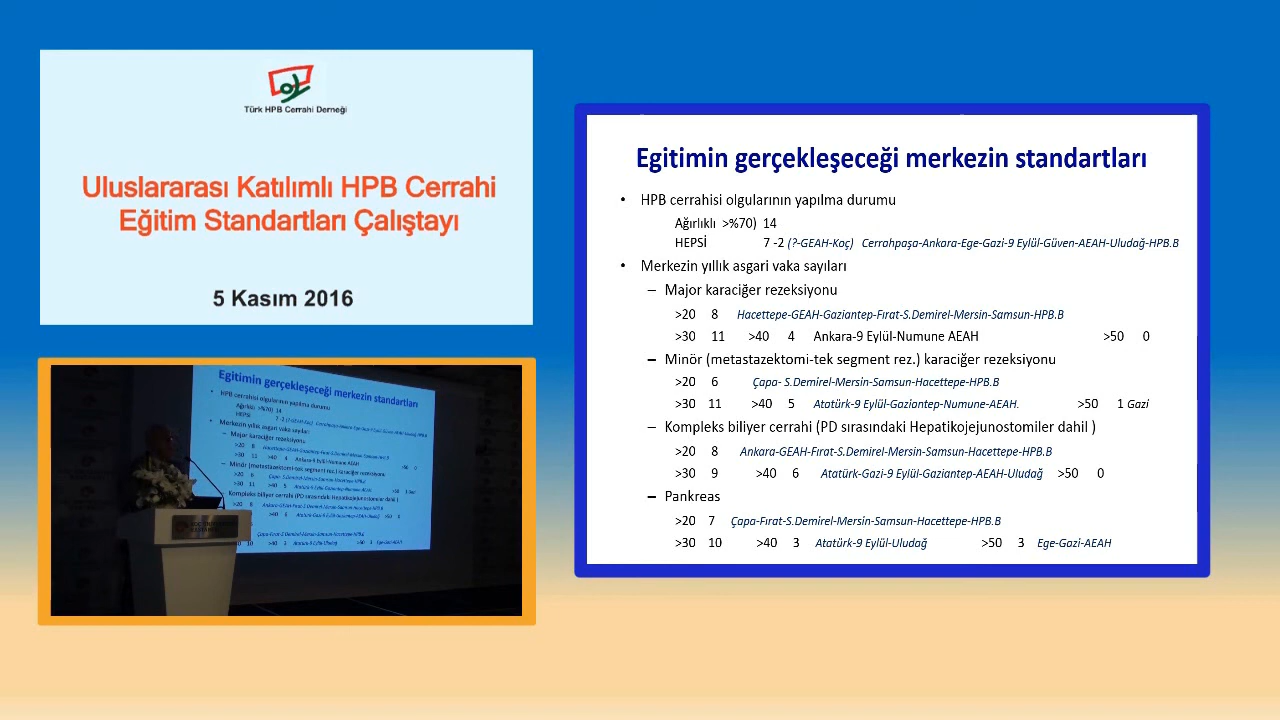 Türk HPB Cerrahi Derneği
Uluslararası Katılımlı HPB Cerrahi
Eğitim Standartları Çalıştayı
5 Kasım 2016
Egitimin gerçekleşeceği merkezin standartları
• HPB cerrahisi olgularının yapılma durumu
Ağırlıklı >%70) 14
HEPSİ 7 -2 (?-GEAH-Koç) Cerrahpaşa-Ankara-Ege-Gazi-9 Eylül-Güven-AEAH-Uludağ-HPB.B
• Merkezin yıllık asgari vaka sayıları
– Major karaciğer rezeksiyonu
>20 8 Hacettepe-GEAH-Gaziantep-Fırat-S.Demirel-Mersin-Samsun-HPB.B
>30 11 >40 4 Ankara-9 Eylül-Numune AEAH >50 0
– Minör (metastazektomi-tek segment rez.) karaciğer rezeksiyonu
>20 6 Çapa- S.Demirel-Mersin-Samsun-Hacettepe-HPB.B
>30 11 >40 5 Atatürk-9 Eylül-Gaziantep-Numune-AEAH. >50 1 Gazi
– Kompleks biliyer cerrahi (PD sırasındaki Hepatikojejunostomiler dahil )
>20 8 Ankara-GEAH-Fırat-S.Demirel-Mersin-Samsun-Hacettepe-HPB.B
>30 9 >40 6 Atatürk-Gazi-9 Eylül-Gaziantep-AEAH-Uludağ >50 0
– Pankreas
>20 7 Çapa-Fırat-S.Demirel-Mersin-Samsun-Hacettepe-HPB.B
>30 10 >40 3 Atatürk-9 Eylül-Uludağ >50 3 Ege-Gazi-AEAH